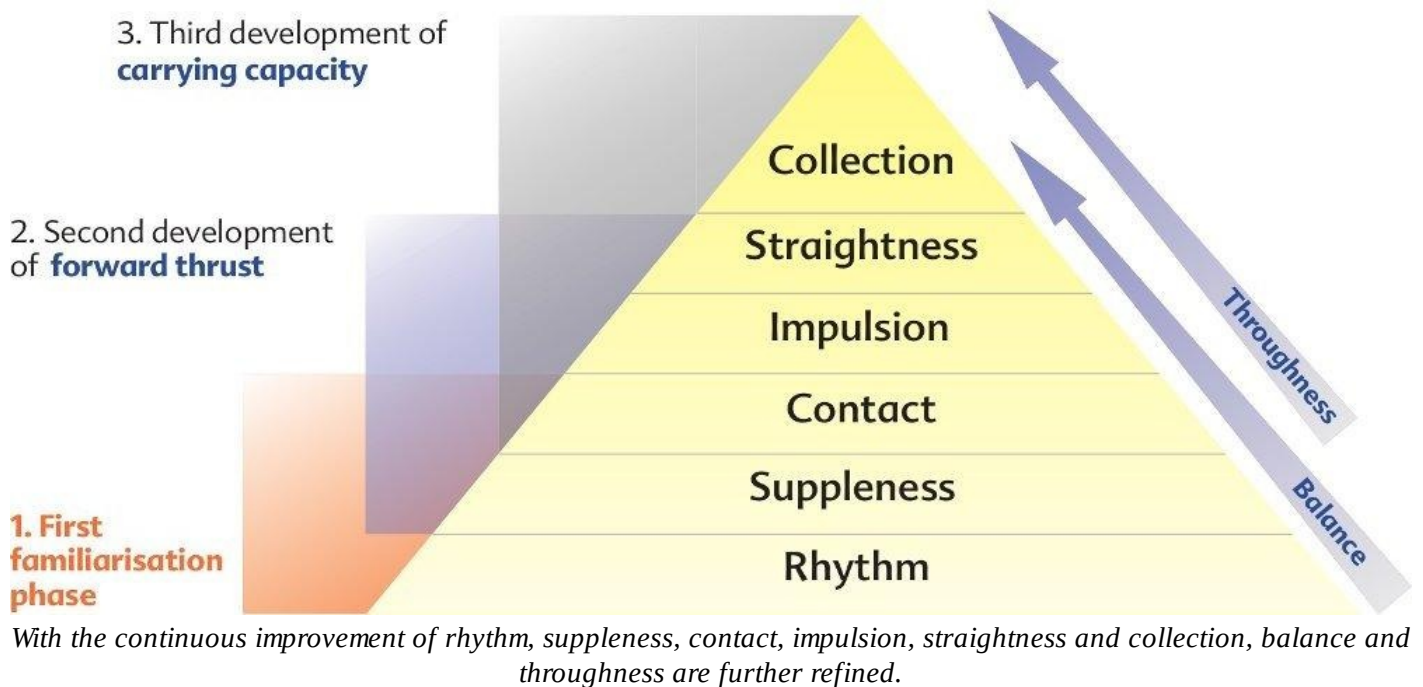 3. Third development of
carrying capacity
2. Second development
of forward thrust
1. First
familiarisation
phase
Collection
Straightness
Impulsion
Contact
Suppleness
Rhythm
Throughness
Balance
With the continuous improvement of rhythm, suppleness, contact, impulsion, straightness and collection, balance and
throughness are further refined.